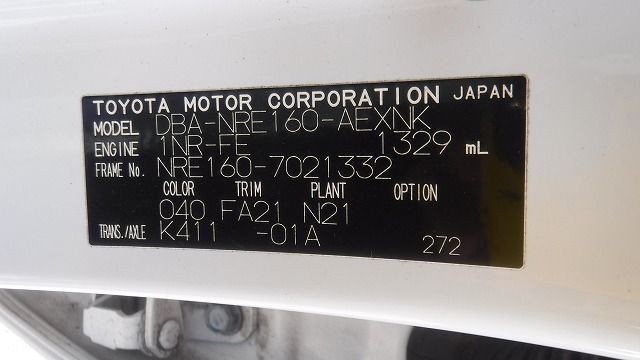 TOYOTA MOTOR CORPORATION JAPAN
MODEL DBA-NRE160-AEXNK
ENGINE 1NR-FE 1329 mL
FRAME No. NRE160-7021332
COLOR TRIM PLANT OPTION
040 FA21 N21
TRANS./AXLE K411 -01A
272